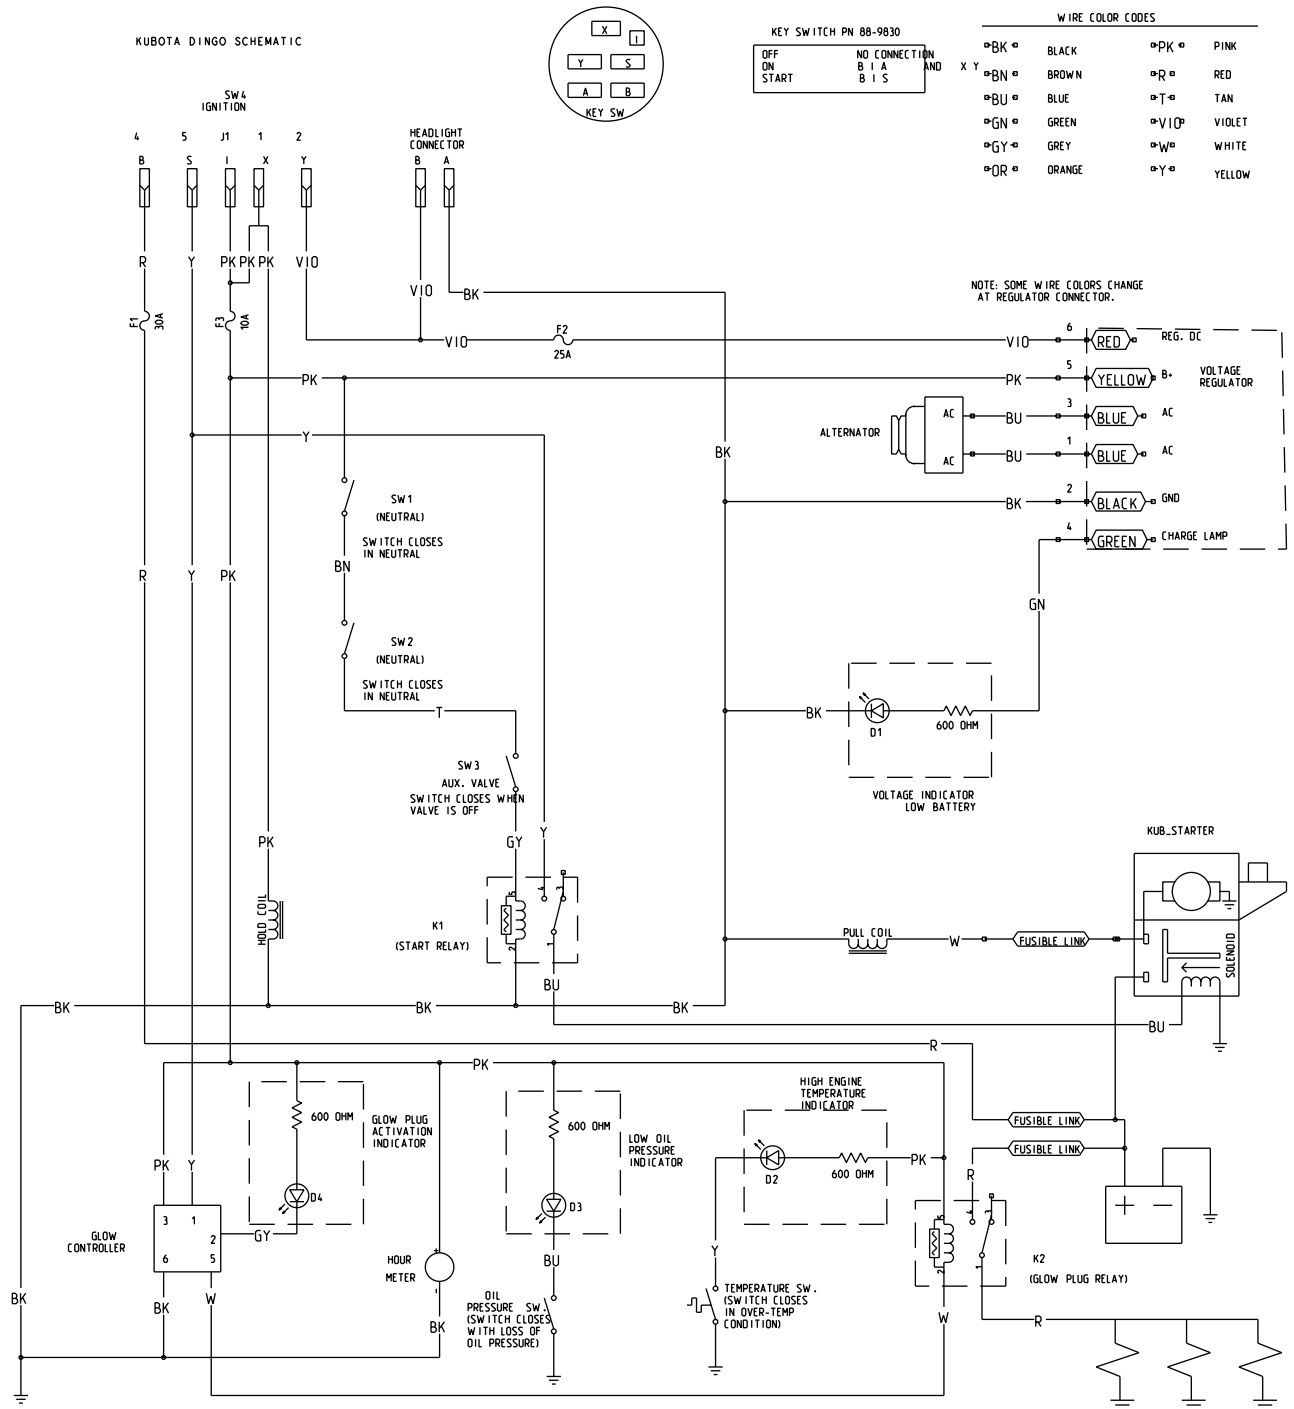 KUBOTA DINGO SCHEMATIC
X
I
Y
S
A
B
KEY SW
KEY SWITCH PN 88-9830
OFF NO CONNECTION
ON B I A AND X Y
START B I S
WIRE COLOR CODES
BK BLACK PK PINK
BN BROWN R RED
BU BLUE T TAN
GN GREEN VIO VIOLET
GY GREY W WHITE
OR ORANGE Y YELLOW
SW4
IGNITION
4 5 J1 1 2
B S I X Y
HEADLIGHT
CONNECTOR
B A
R Y PK PK PK VIO
VIO
BK
F1 30A
F3 10A
VIO
F2
25A
VIO
NOTE: SOME WIRE COLORS CHANGE
AT REGULATOR CONNECTOR.
6 RED REG. DC
PK
PK
5 YELLOW B+
VOLTAGE
REGULATOR
3 BLUE AC
1 BLUE AC
ALTERNATOR
AC
AC
BU
BU
Y
BK
BK
2 BLACK GND
4 GREEN CHARGE LAMP
SW1
(NEUTRAL)
SWITCH CLOSES
IN NEUTRAL
BN
R Y PK
GN
SW2
(NEUTRAL)
SWITCH CLOSES
IN NEUTRAL
T
BK
D1
600 OHM
VOLTAGE INDICATOR
LOW BATTERY
SW3
AUX. VALVE
SWITCH CLOSES WHEN
VALVE IS OFF
PK
GY
Y
HOLD COIL
K1
(START RELAY)
5
4
3
2
1
BU
KUB_STARTER
SOLENOID
PULL COIL
W
FUSIBLE LINK
BK
BK
BK
BU
R
PK
600 OHM
GLOW PLUG
ACTIVATION
INDICATOR
D4
600 OHM
LOW OIL
PRESSURE
INDICATOR
D3
HIGH ENGINE
TEMPERATURE
INDICATOR
D2
600 OHM
PK
FUSIBLE LINK
FUSIBLE LINK
R
+ -
PK Y
GLOW
CONTROLLER
3 1
2
6 5
GY
HOUR
METER
+
-
BU
Y
5
4
3
2
1
K2
(GLOW PLUG RELAY)
BK
BK
W
BK
OIL
PRESSURE SW.
(SWITCH CLOSES
WITH LOSS OF
OIL PRESSURE)
TEMPERATURE SW.
(SWITCH CLOSES
IN OVER-TEMP
CONDITION)
W
R